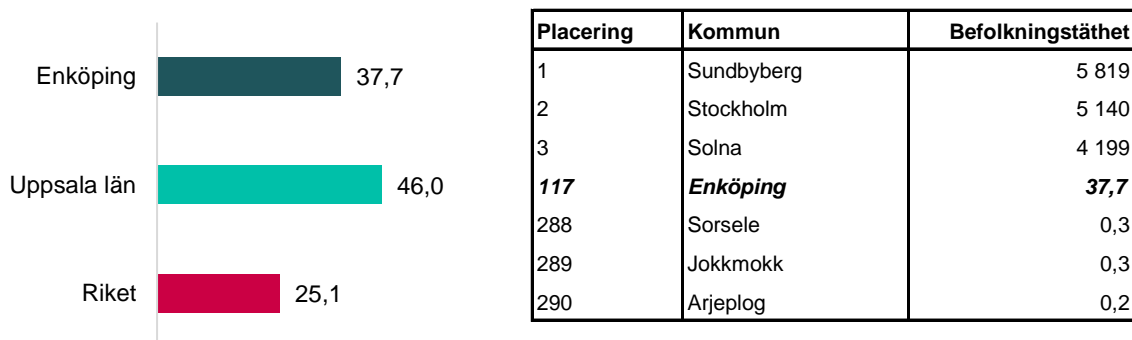 Enköping 37,7
Uppsala län 46,0
Riket 25,1
Placering Kommun Befolkningstäthet
1 Sundbyberg 5 819
2 Stockholm 5 140
3 Solna 4 199
117 Enköping 37,7
288 Sorsele 0,3
289 Jokkmokk 0,3
290 Arjeplog 0,2